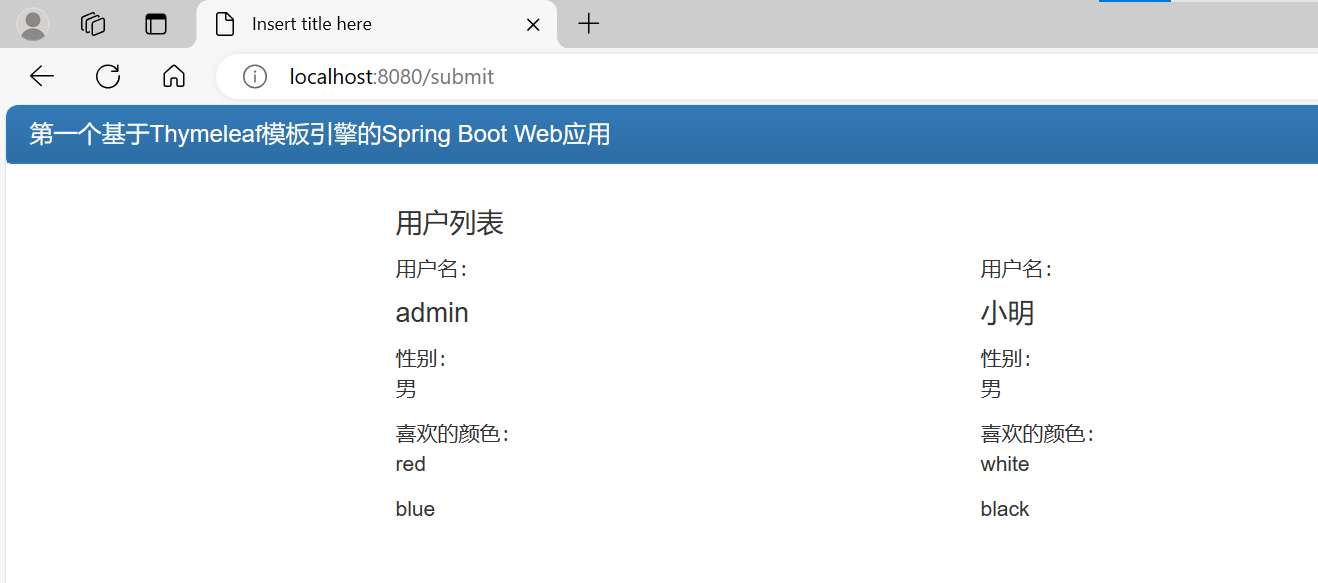 Insert title here
localhost:8080/submit
第一个基于Thymeleaf模板引擎的Spring Boot Web应用
用户列表
用户名：
admin
性别：
男
喜欢的颜色：
red
blue
用户名：
小明
性别：
男
喜欢的颜色：
white
black